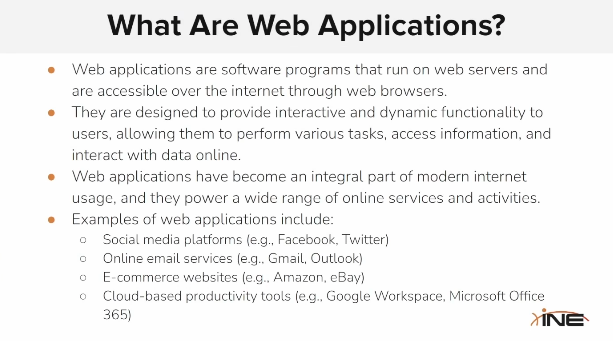 What Are Web Applications?
● Web applications are software programs that run on web servers and
are accessible over the internet through web browsers.
● They are designed to provide interactive and dynamic functionality to
users, allowing them to perform various tasks, access information, and
interact with data online.
● Web applications have become an integral part of modern internet
usage, and they power a wide range of online services and activities.
● Examples of web applications include:
○ Social media platforms (e.g., Facebook, Twitter)
○ Online email services (e.g., Gmail, Outlook)
○ E-commerce websites (e.g., Amazon, eBay)
○ Cloud-based productivity tools (e.g., Google Workspace, Microsoft Office
365)
INE